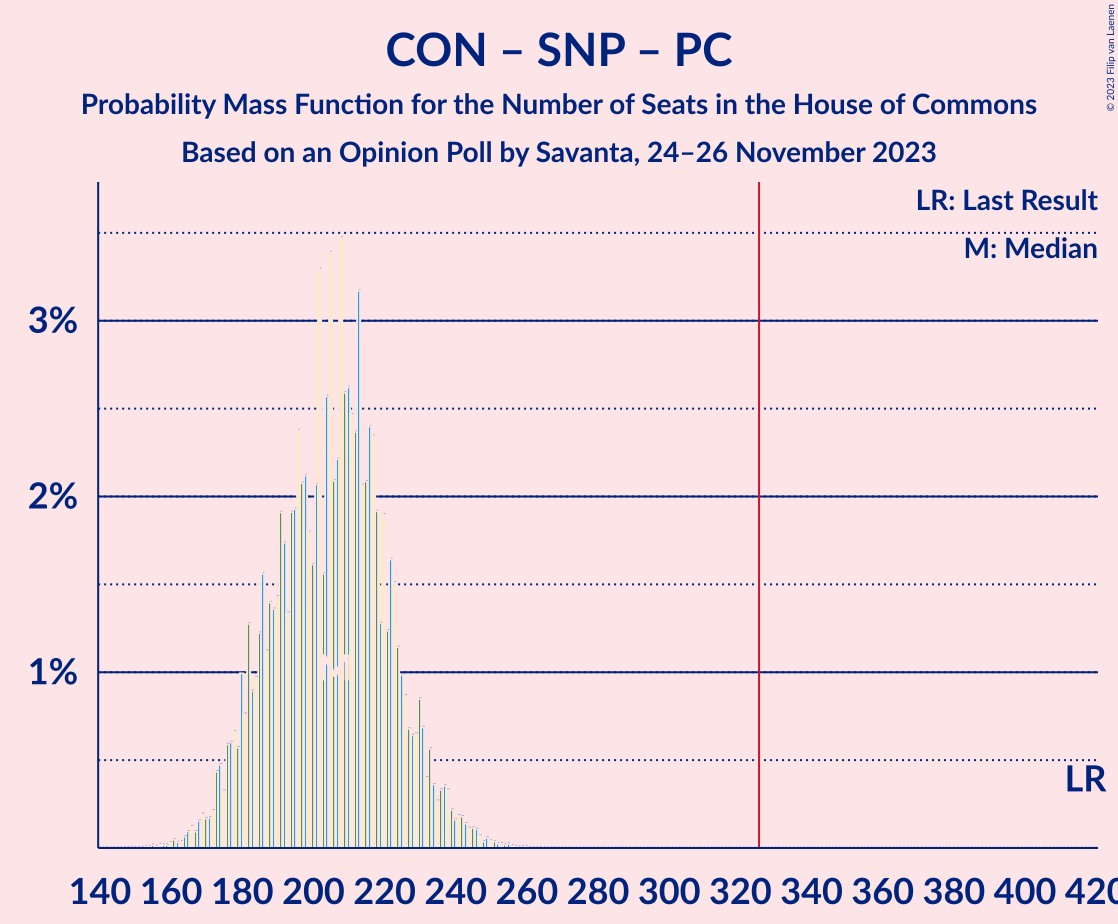 CON – SNP – PC
Probability Mass Function for the Number of Seats in the House of Commons
Based on an Opinion Poll by Savanta, 24–26 November 2023
© 2023 Filip van Laenen
LR: Last Result
M: Median
3%
2%
1%
M
LR
140 160 180 200 220 240 260 280 300 320 340 360 380 400 420